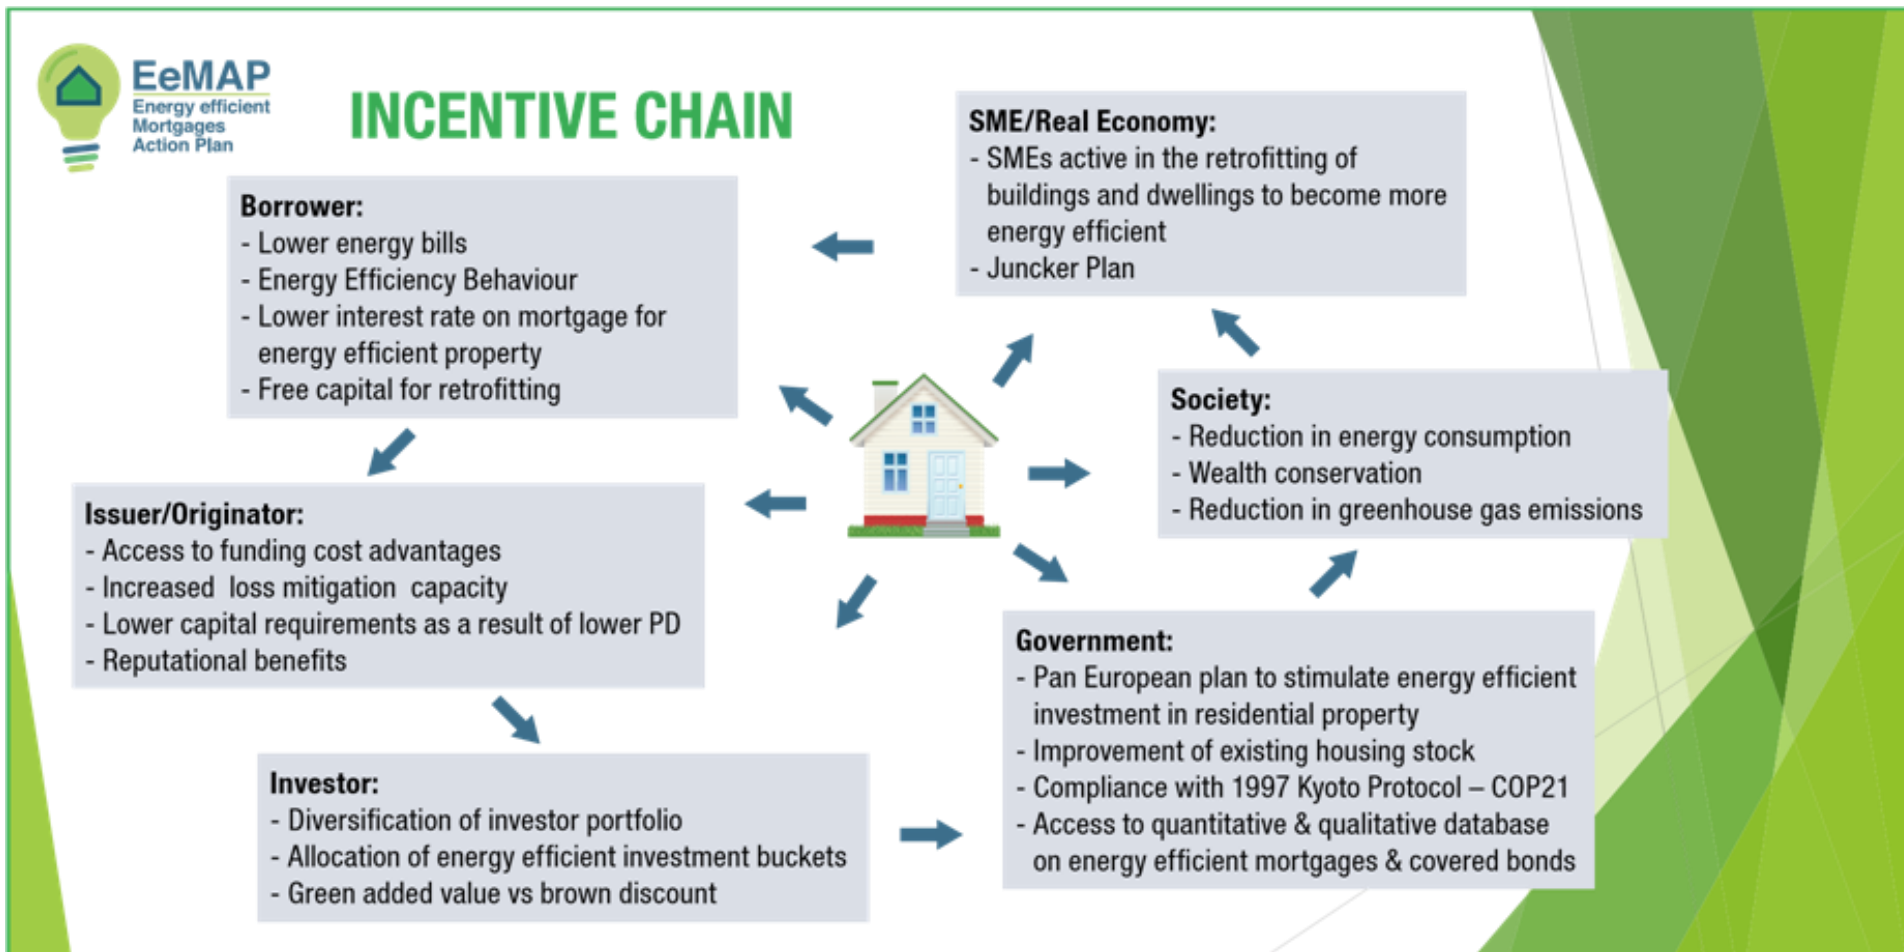 EeMAP
Energy efficient
Mortgages
Action Plan
INCENTIVE CHAIN
Borrower:
- Lower energy bills
- Energy Efficiency Behaviour
- Lower interest rate on mortgage for
energy efficient property
- Free capital for retrofitting
SME/Real Economy:
- SMEs active in the retrofitting of
buildings and dwellings to become more
energy efficient
- Juncker Plan
Society:
- Reduction in energy consumption
- Wealth conservation
- Reduction in greenhouse gas emissions
Issuer/Originator:
- Access to funding cost advantages
- Increased loss mitigation capacity
- Lower capital requirements as a result of lower PD
- Reputational benefits
Government:
- Pan European plan to stimulate energy efficient
investment in residential property
- Improvement of existing housing stock
- Compliance with 1997 Kyoto Protocol – COP21
- Access to quantitative & qualitative database
on energy efficient mortgages & covered bonds
Investor:
- Diversification of investor portfolio
- Allocation of energy efficient investment buckets
- Green added value vs brown discount